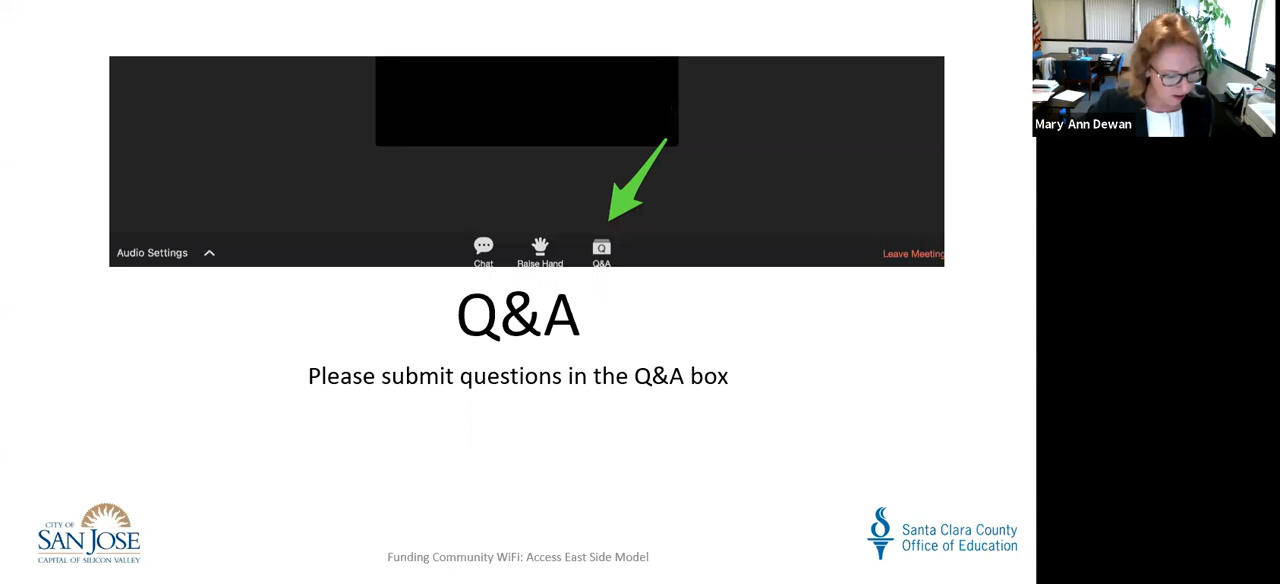 Mary Ann Dewan
Audio Settings
Chat
Raise Hand
Q
Q&A
Leave Meeting
Q&A
Please submit questions in the Q&A box
CITY OF
SAN JOSE
CAPITAL OF SILICON VALLEY
Funding Community WiFi: Access East Side Model
Santa Clara County
Office of Education